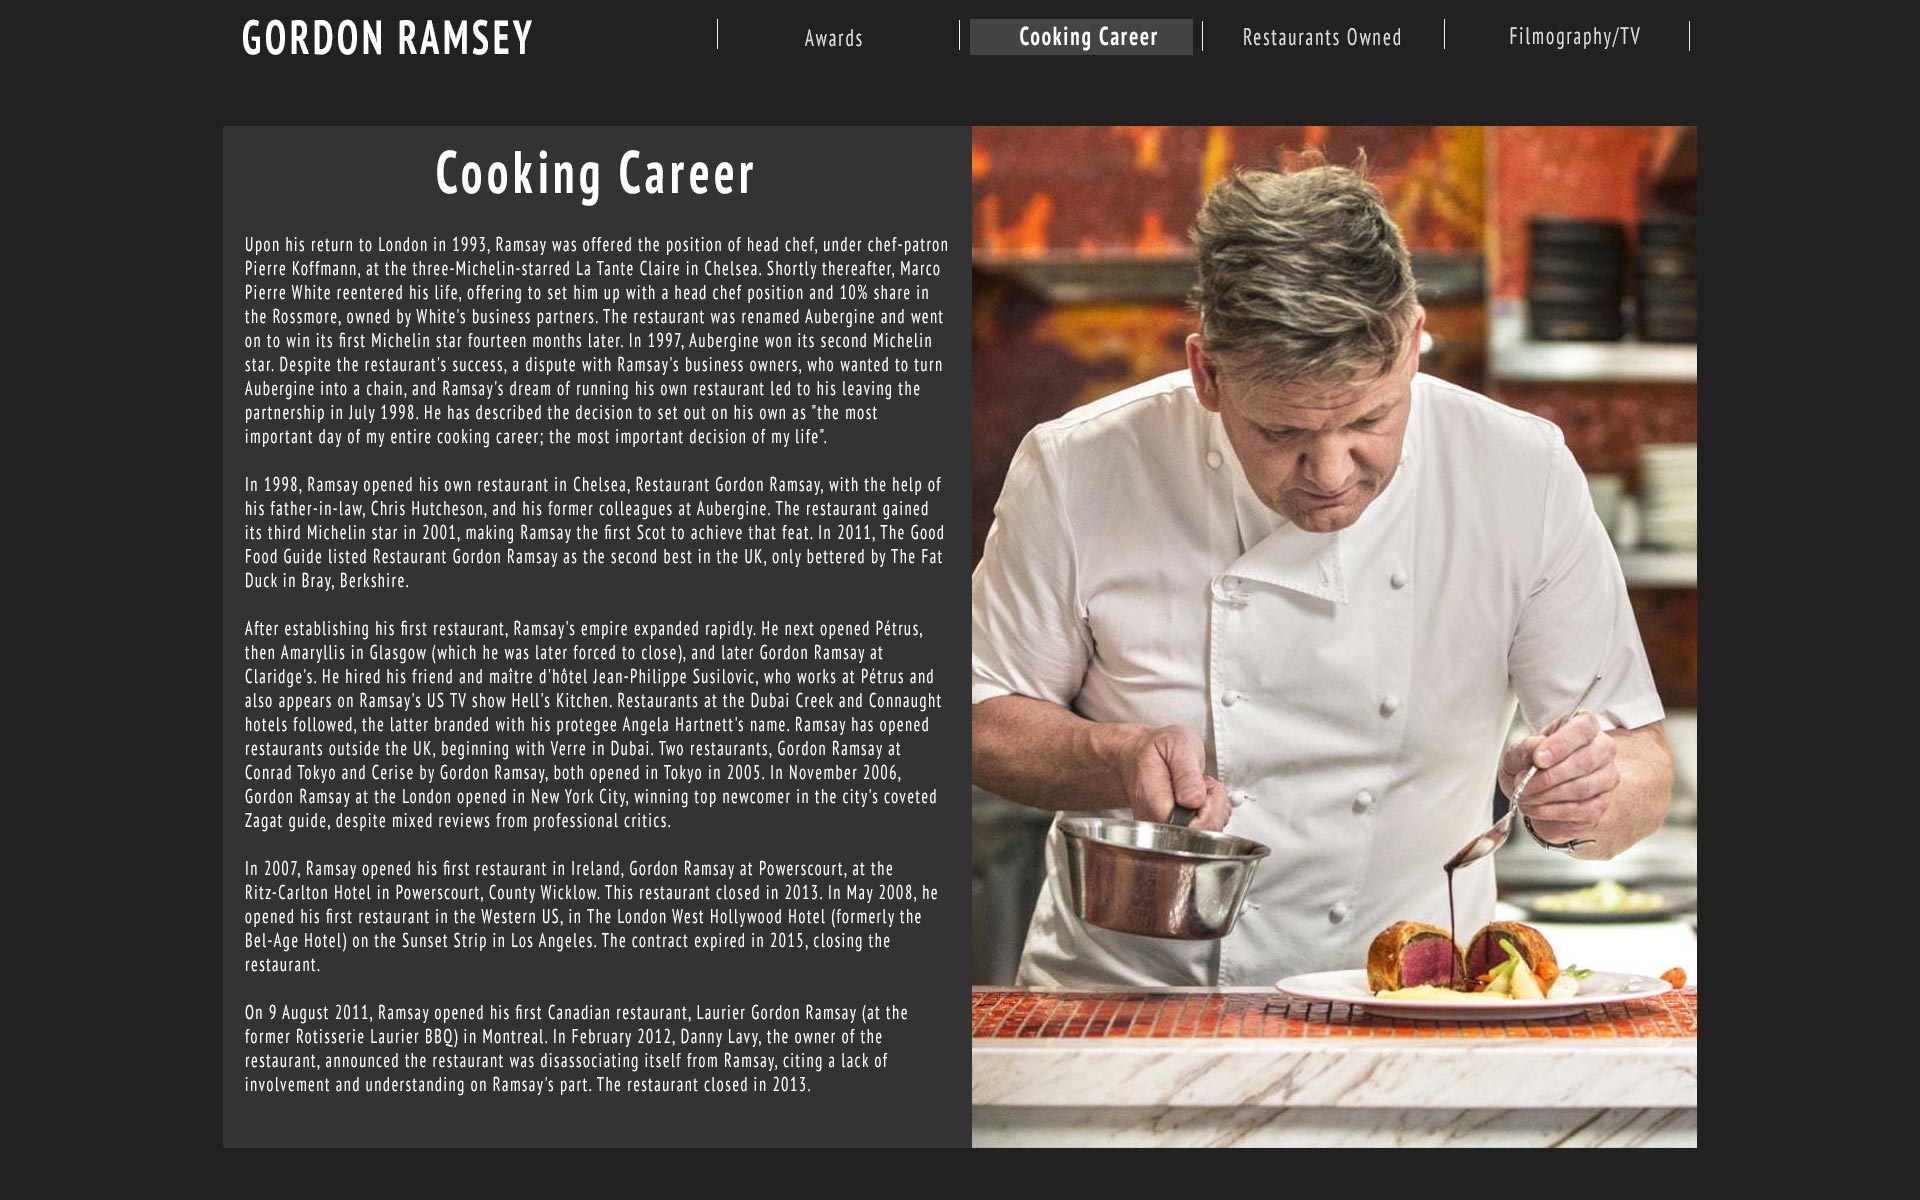 GORDON RAMSEY
Awards
Cooking Career
Restaurants Owned
Filmography/TV
Cooking Career
Upon his return to London in 1993, Ramsay was offered the position of head chef, under chef-patron
Pierre Koffmann, at the three-Michelin-starred La Tante Claire in Chelsea. Shortly thereafter, Marco
Pierre White reentered his life, offering to set him up with a head chef position and 10% share in
the Rossmore, owned by White's business partners. The restaurant was renamed Aubergine and went
on to win its first Michelin star fourteen months later. In 1997, Aubergine won its second Michelin
star. Despite the restaurant's success, a dispute with Ramsay's business owners, who wanted to turn
Aubergine into a chain, and Ramsay's dream of running his own restaurant led to his leaving the
partnership in July 1998. He has described the decision to set out on his own as "the most
important day of my entire cooking career; the most important decision of my life".
In 1998, Ramsay opened his own restaurant in Chelsea, Restaurant Gordon Ramsay, with the help of
his father-in-law, Chris Hutcheson, and his former colleagues at Aubergine. The restaurant gained
its third Michelin star in 2001, making Ramsay the first Scot to achieve that feat. In 2011, The Good
Food Guide listed Restaurant Gordon Ramsay as the second best in the UK, only bettered by The Fat
Duck in Bray, Berkshire.
After establishing his first restaurant, Ramsay's empire expanded rapidly. He next opened Pétrus,
then Amaryllis in Glasgow (which he was later forced to close), and later Gordon Ramsay at
Claridge's. He hired his friend and maître d'hôtel Jean-Philippe Susilovic, who works at Pétrus and
also appears on Ramsay's US TV show Hell's Kitchen. Restaurants at the Dubai Creek and Connaught
hotels followed, the latter branded with his protegee Angela Hartnett's name. Ramsay has opened
restaurants outside the UK, beginning with Verre in Dubai. Two restaurants, Gordon Ramsay at
Conrad Tokyo and Cerise by Gordon Ramsay, both opened in Tokyo in 2005. In November 2006,
Gordon Ramsay at the London opened in New York City, winning top newcomer in the city's coveted
Zagat guide, despite mixed reviews from professional critics.
In 2007, Ramsay opened his first restaurant in Ireland, Gordon Ramsay at Powerscourt, at the
Ritz-Carlton Hotel in Powerscourt, County Wicklow. This restaurant closed in 2013. In May 2008, he
opened his first restaurant in the Western US, in The London West Hollywood Hotel (formerly the
Bel-Age Hotel) on the Sunset Strip in Los Angeles. The contract expired in 2015, closing the
restaurant.
On 9 August 2011, Ramsay opened his first Canadian restaurant, Laurier Gordon Ramsay (at the
former Rotisserie Laurier BBQ) in Montreal. In February 2012, Danny Lavy, the owner of the
restaurant, announced the restaurant was disassociating itself from Ramsay, citing a lack of
involvement and understanding on Ramsay's part. The restaurant closed in 2013.